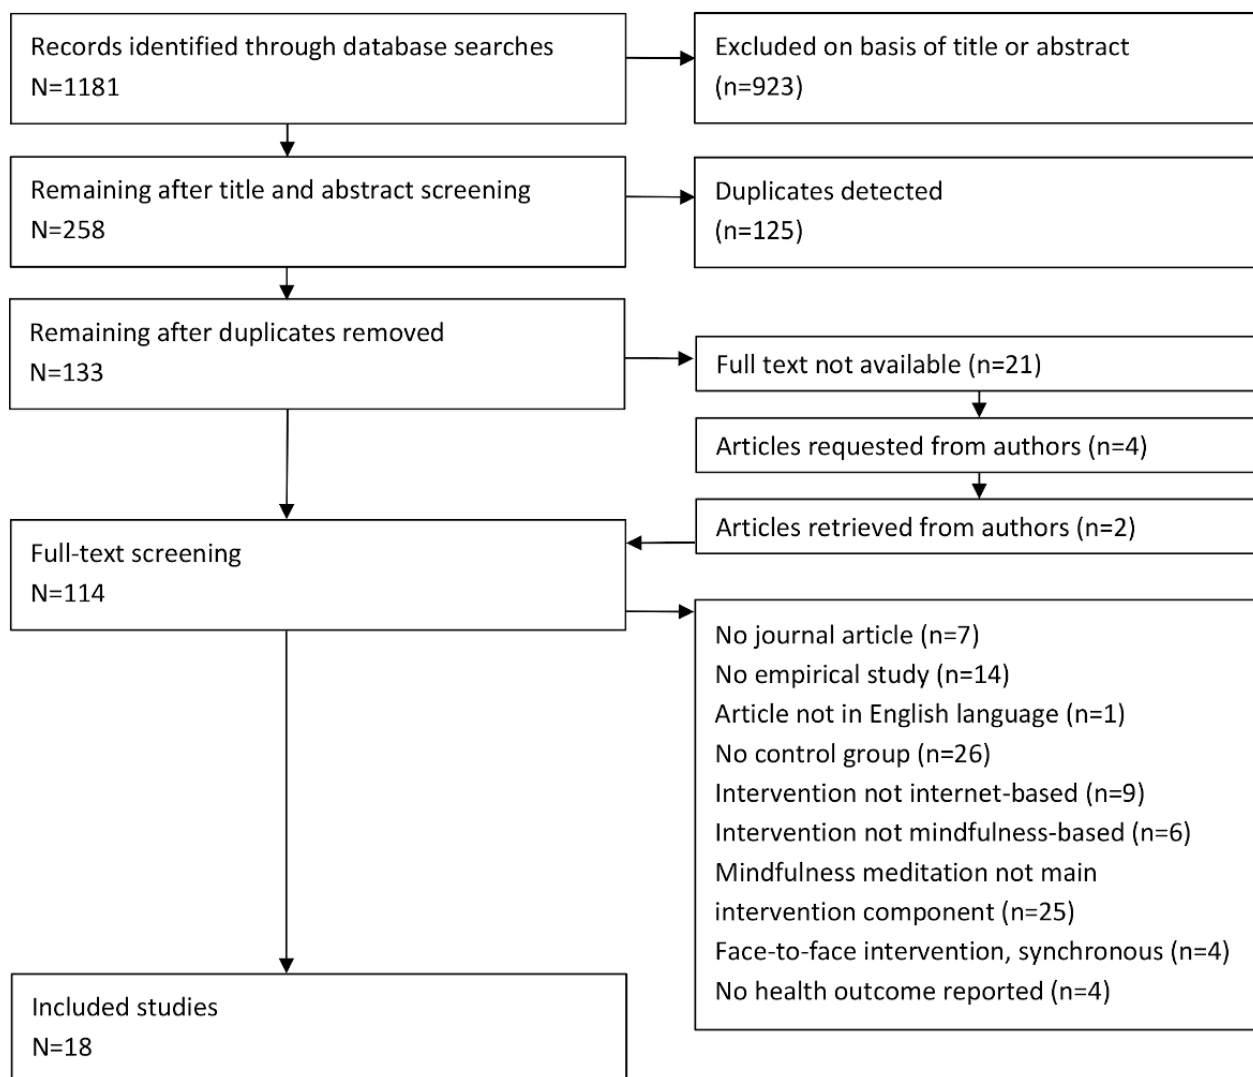 Records identified through database searches
N=1181
Excluded on basis of title or abstract
(n=923)
Remaining after title and abstract screening
N=258
Duplicates detected
(n=125)
Remaining after duplicates removed
N=133
Full text not available (n=21)
Articles requested from authors (n=4)
Articles retrieved from authors (n=2)
Full-text screening
N=114
No journal article (n=7)
No empirical study (n=14)
Article not in English language (n=1)
No control group (n=26)
Intervention not internet-based (n=9)
Intervention not mindfulness-based (n=6)
Mindfulness meditation not main
intervention component (n=25)
Face-to-face intervention, synchronous (n=4)
No health outcome reported (n=4)
Included studies
N=18